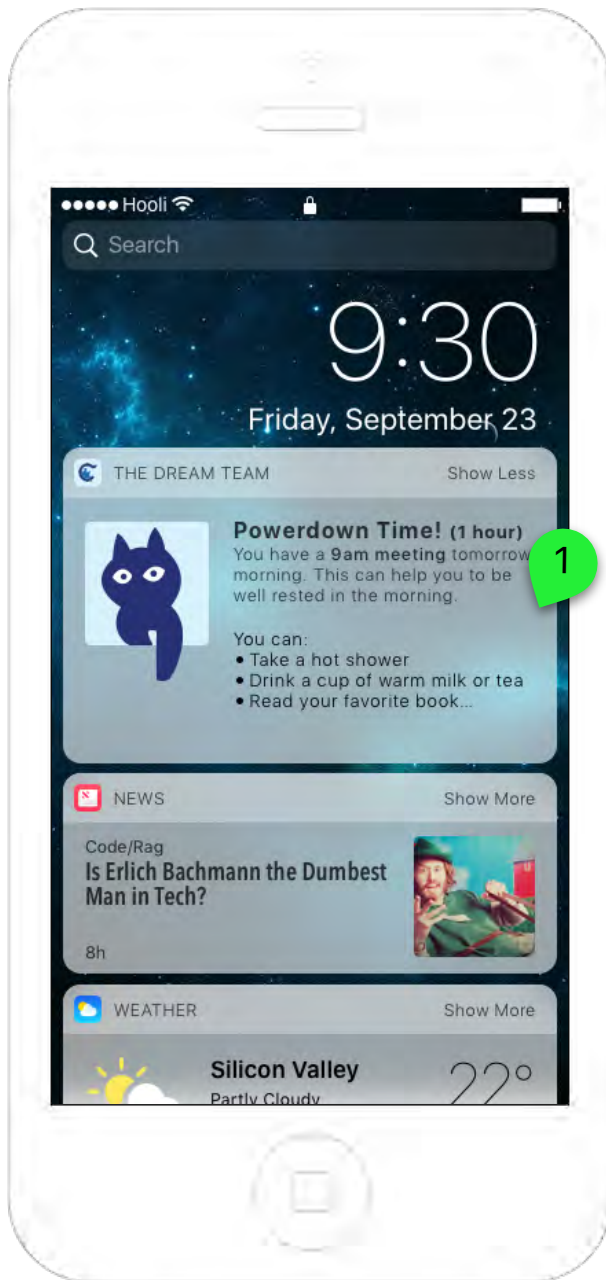 ●●●●● Hooli
Search
9:30
Friday, September 23
THE DREAM TEAM Show Less
Powerdown Time! (1 hour)
You have a 9am meeting tomorrow
morning. This can help you to be
well rested in the morning.
1
You can:
• Take a hot shower
• Drink a cup of warm milk or tea
• Read your favorite book...
NEWS Show More
Code/Rag
Is Erlich Bachmann the Dumbest
Man in Tech?
8h
WEATHER Show More
Silicon Valley
22°
Partly Cloudy